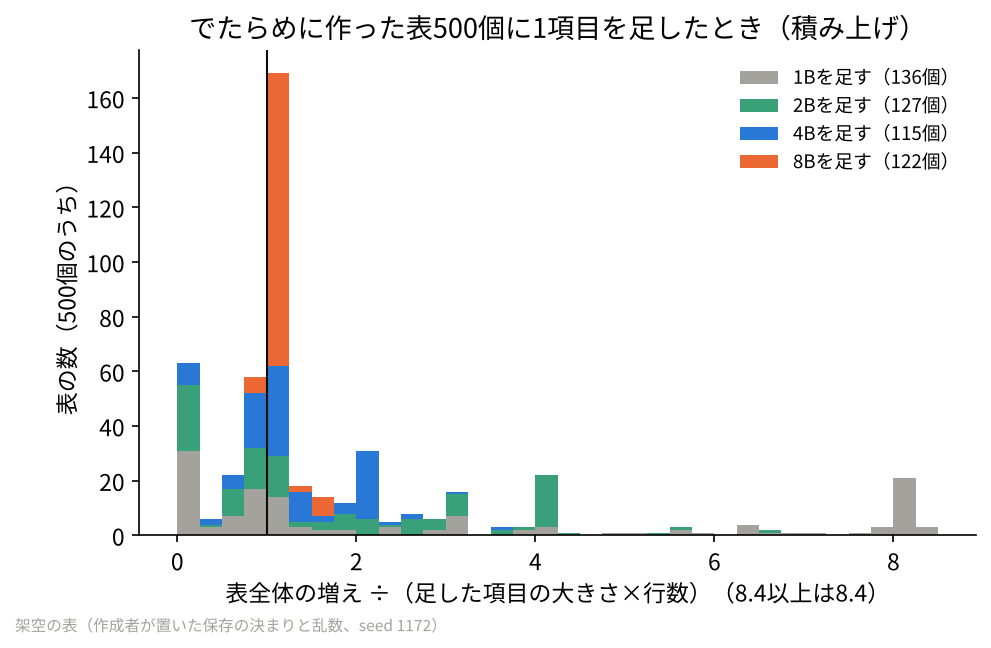 でたらめに作った表500個に1項目を足したとき（積み上げ）
1Bを足す（136個）
2Bを足す（127個）
4Bを足す（115個）
8Bを足す（122個）
表の数（500個のうち）
160
140
120
100
80
60
40
20
0
0 2 4 6 8
表全体の増え ÷（足した項目の大きさ×行数）（8.4以上は8.4）
架空の表（作成者が置いた保存の決まりと乱数、seed 1172）